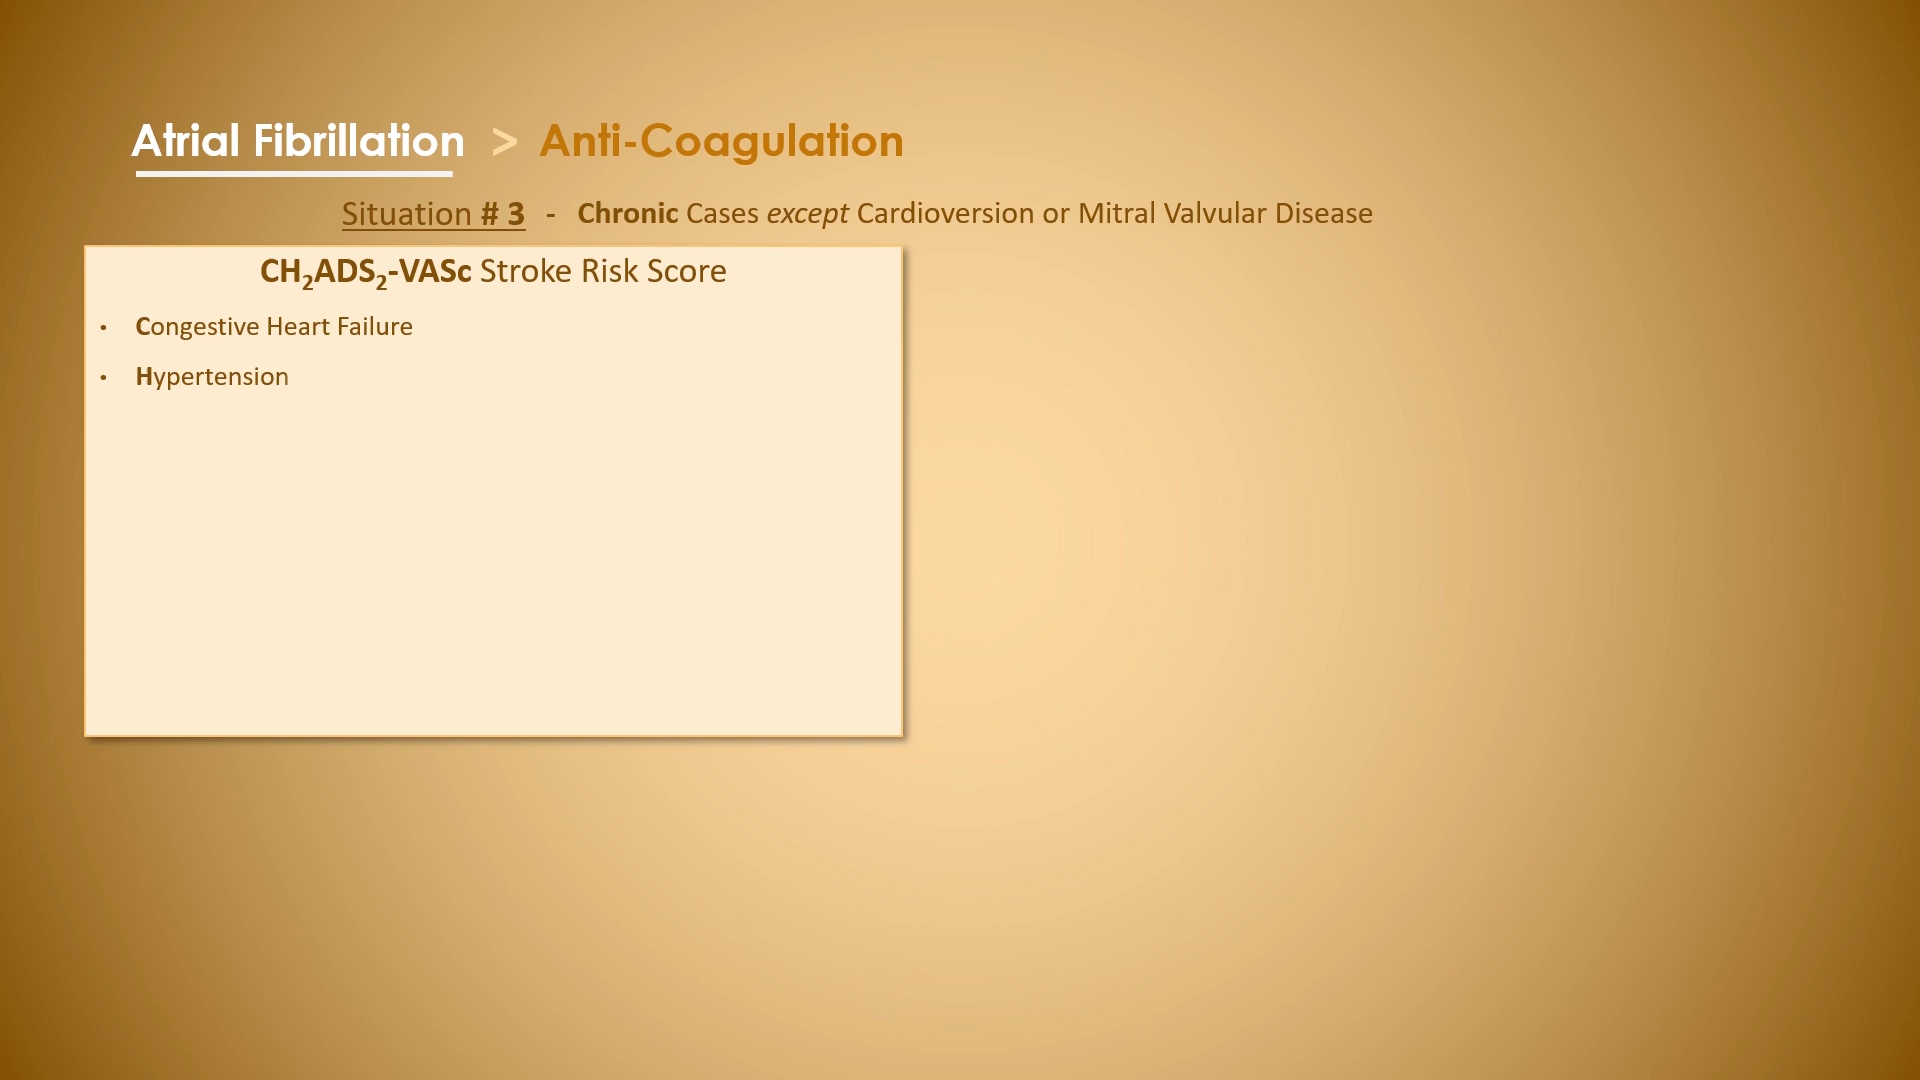 Atrial Fibrillation > Anti-Coagulation
Situation # 3 - Chronic Cases except Cardioversion or Mitral Valvular Disease
CH₂ADS₂-VASc Stroke Risk Score
• Congestive Heart Failure
• Hypertension